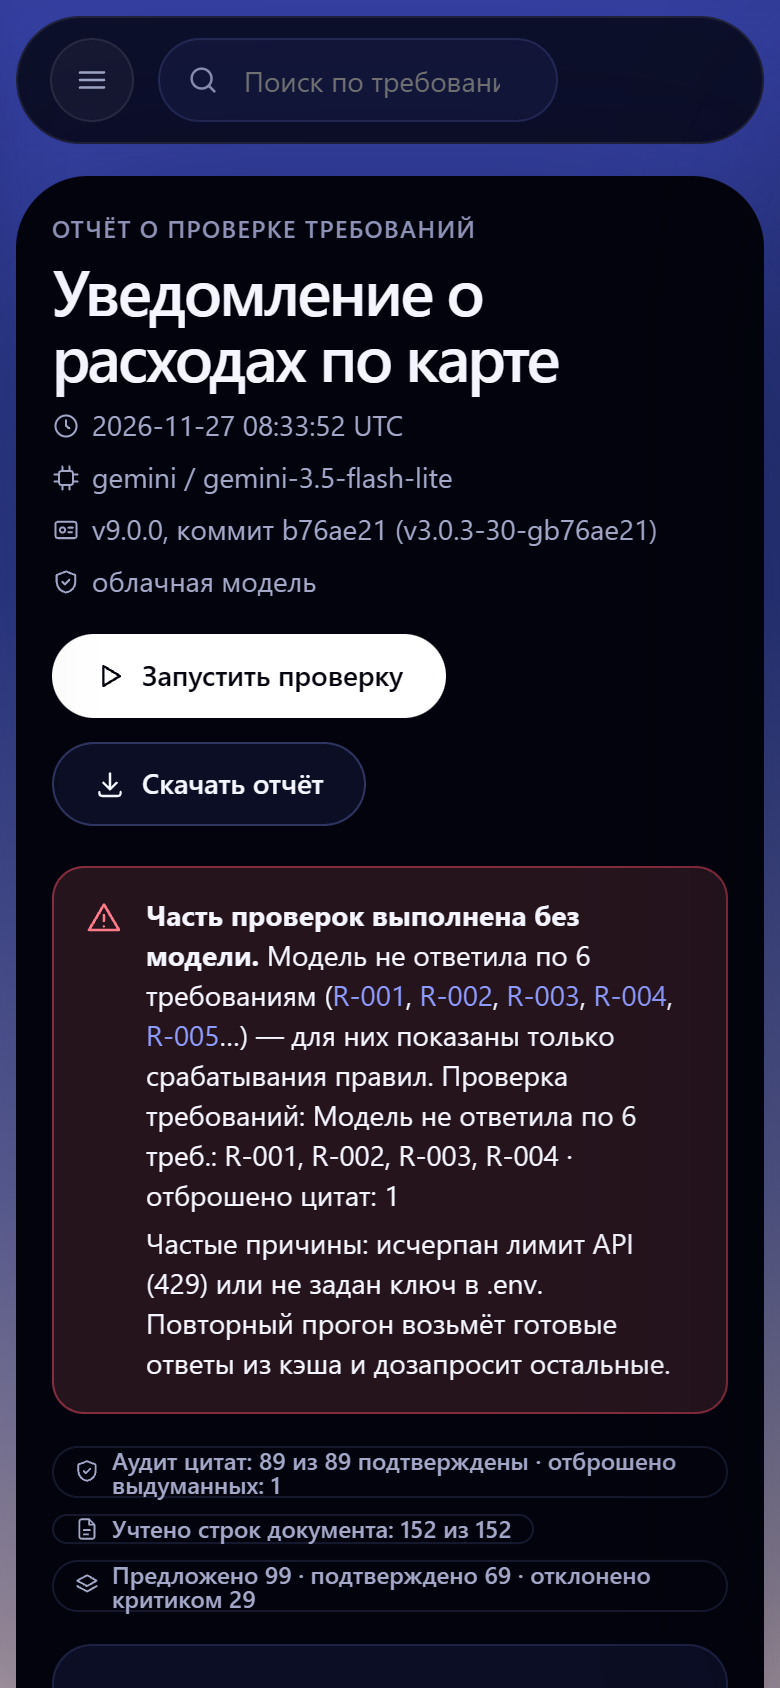 Поиск по требовани
ОТЧЁТ О ПРОВЕРКЕ ТРЕБОВАНИЙ
Уведомление о
расходах по карте
2026-11-27 08:33:52 UTC
gemini / gemini-3.5-flash-lite
v9.0.0, коммит b76ae21 (v3.0.3-30-gb76ae21)
облачная модель
Запустить проверку
Скачать отчёт
Часть проверок выполнена без
модели. Модель не ответила по 6
требованиям (R-001, R-002, R-003, R-004,
R-005…) — для них показаны только
срабатывания правил. Проверка
требований: Модель не ответила по 6
треб.: R-001, R-002, R-003, R-004 ·
отброшено цитат: 1
Частые причины: исчерпан лимит API
(429) или не задан ключ в .env.
Повторный прогон возьмёт готовые
ответы из кэша и дозапросит остальные.
Аудит цитат: 89 из 89 подтверждены · отброшено
выдуманных: 1
Учтено строк документа: 152 из 152
Предложено 99 · подтверждено 69 · отклонено
критиком 29